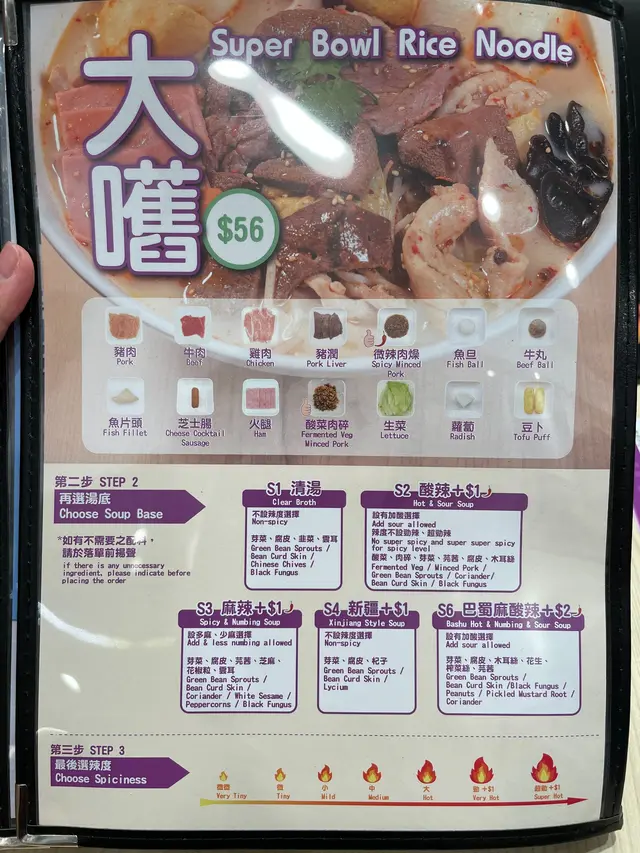 Super Bowl Rice Noodle
大
嚿
$56
豬肉
Pork
牛肉
Beef
雞肉
Chicken
豬潤
Pork Liver
微辣肉燥
Spicy Minced
Pork
魚旦
Fish Ball
牛丸
Beef Ball
魚片頭
Fish Fillet
芝士腸
Cheese Cocktail
Sausage
火腿
Ham
酸菜肉碎
Fermented Veg
Minced Pork
生菜
Lettuce
蘿蔔
Radish
豆卜
Tofu Puff
第二步 STEP 2
再選湯底
Choose Soup Base
*如有不需要之配料，
請於落單前揚聲
if there is any unnecessary
ingredient, please indicate before
placing the order
S1 清湯
Clear Broth
不設辣度選擇
Non-spicy
芽菜、腐皮、韭菜、雲耳
Green Bean Sprouts /
Bean Curd Skin /
Chinese Chives /
Black Fungus
S2 酸辣+$1
Hot & Sour Soup
設有加酸選擇
Add sour allowed
辣度不設勁辣、超勁辣
No super spicy and super super spicy
for spicy level
酸菜、肉碎、芽菜、芫茜、腐皮、木耳絲
Fermented Veg / Minced Pork /
Green Bean Sprouts / Coriander/
Bean Curd Skin / Black Fungus
S3 麻辣+$1
Spicy & Numbing Soup
設多麻、少麻選擇
Add & less numbing allowed
芽菜、腐皮、芫茜、芝麻、
花椒粒、雲耳
Green Bean Sprouts /
Bean Curd Skin /
Coriander / White Sesame /
Peppercorns / Black Fungus
S4 新疆+$1
Xinjiang Style Soup
不設辣度選擇
Non-spicy
芽菜、腐皮、杞子
Green Bean Sprouts /
Bean Curd Skin /
Lycium
S6 巴蜀麻酸辣+$2
Bashu Hot & Numbing & Sour Soup
設有加酸選擇
Add sour allowed
芽菜、腐皮、木耳絲、花生、
榨菜絲、芫茜
Green Bean Sprouts /
Bean Curd Skin /Black Fungus /
Peanuts / Pickled Mustard Root /
Coriander
第三步 STEP 3
最後選辣度
Choose Spiciness
微微
Very Tiny
微
Tiny
小
Mild
中
Medium
大
Hot
勁 +$1
Very Hot
超勁 +$1
Super Hot